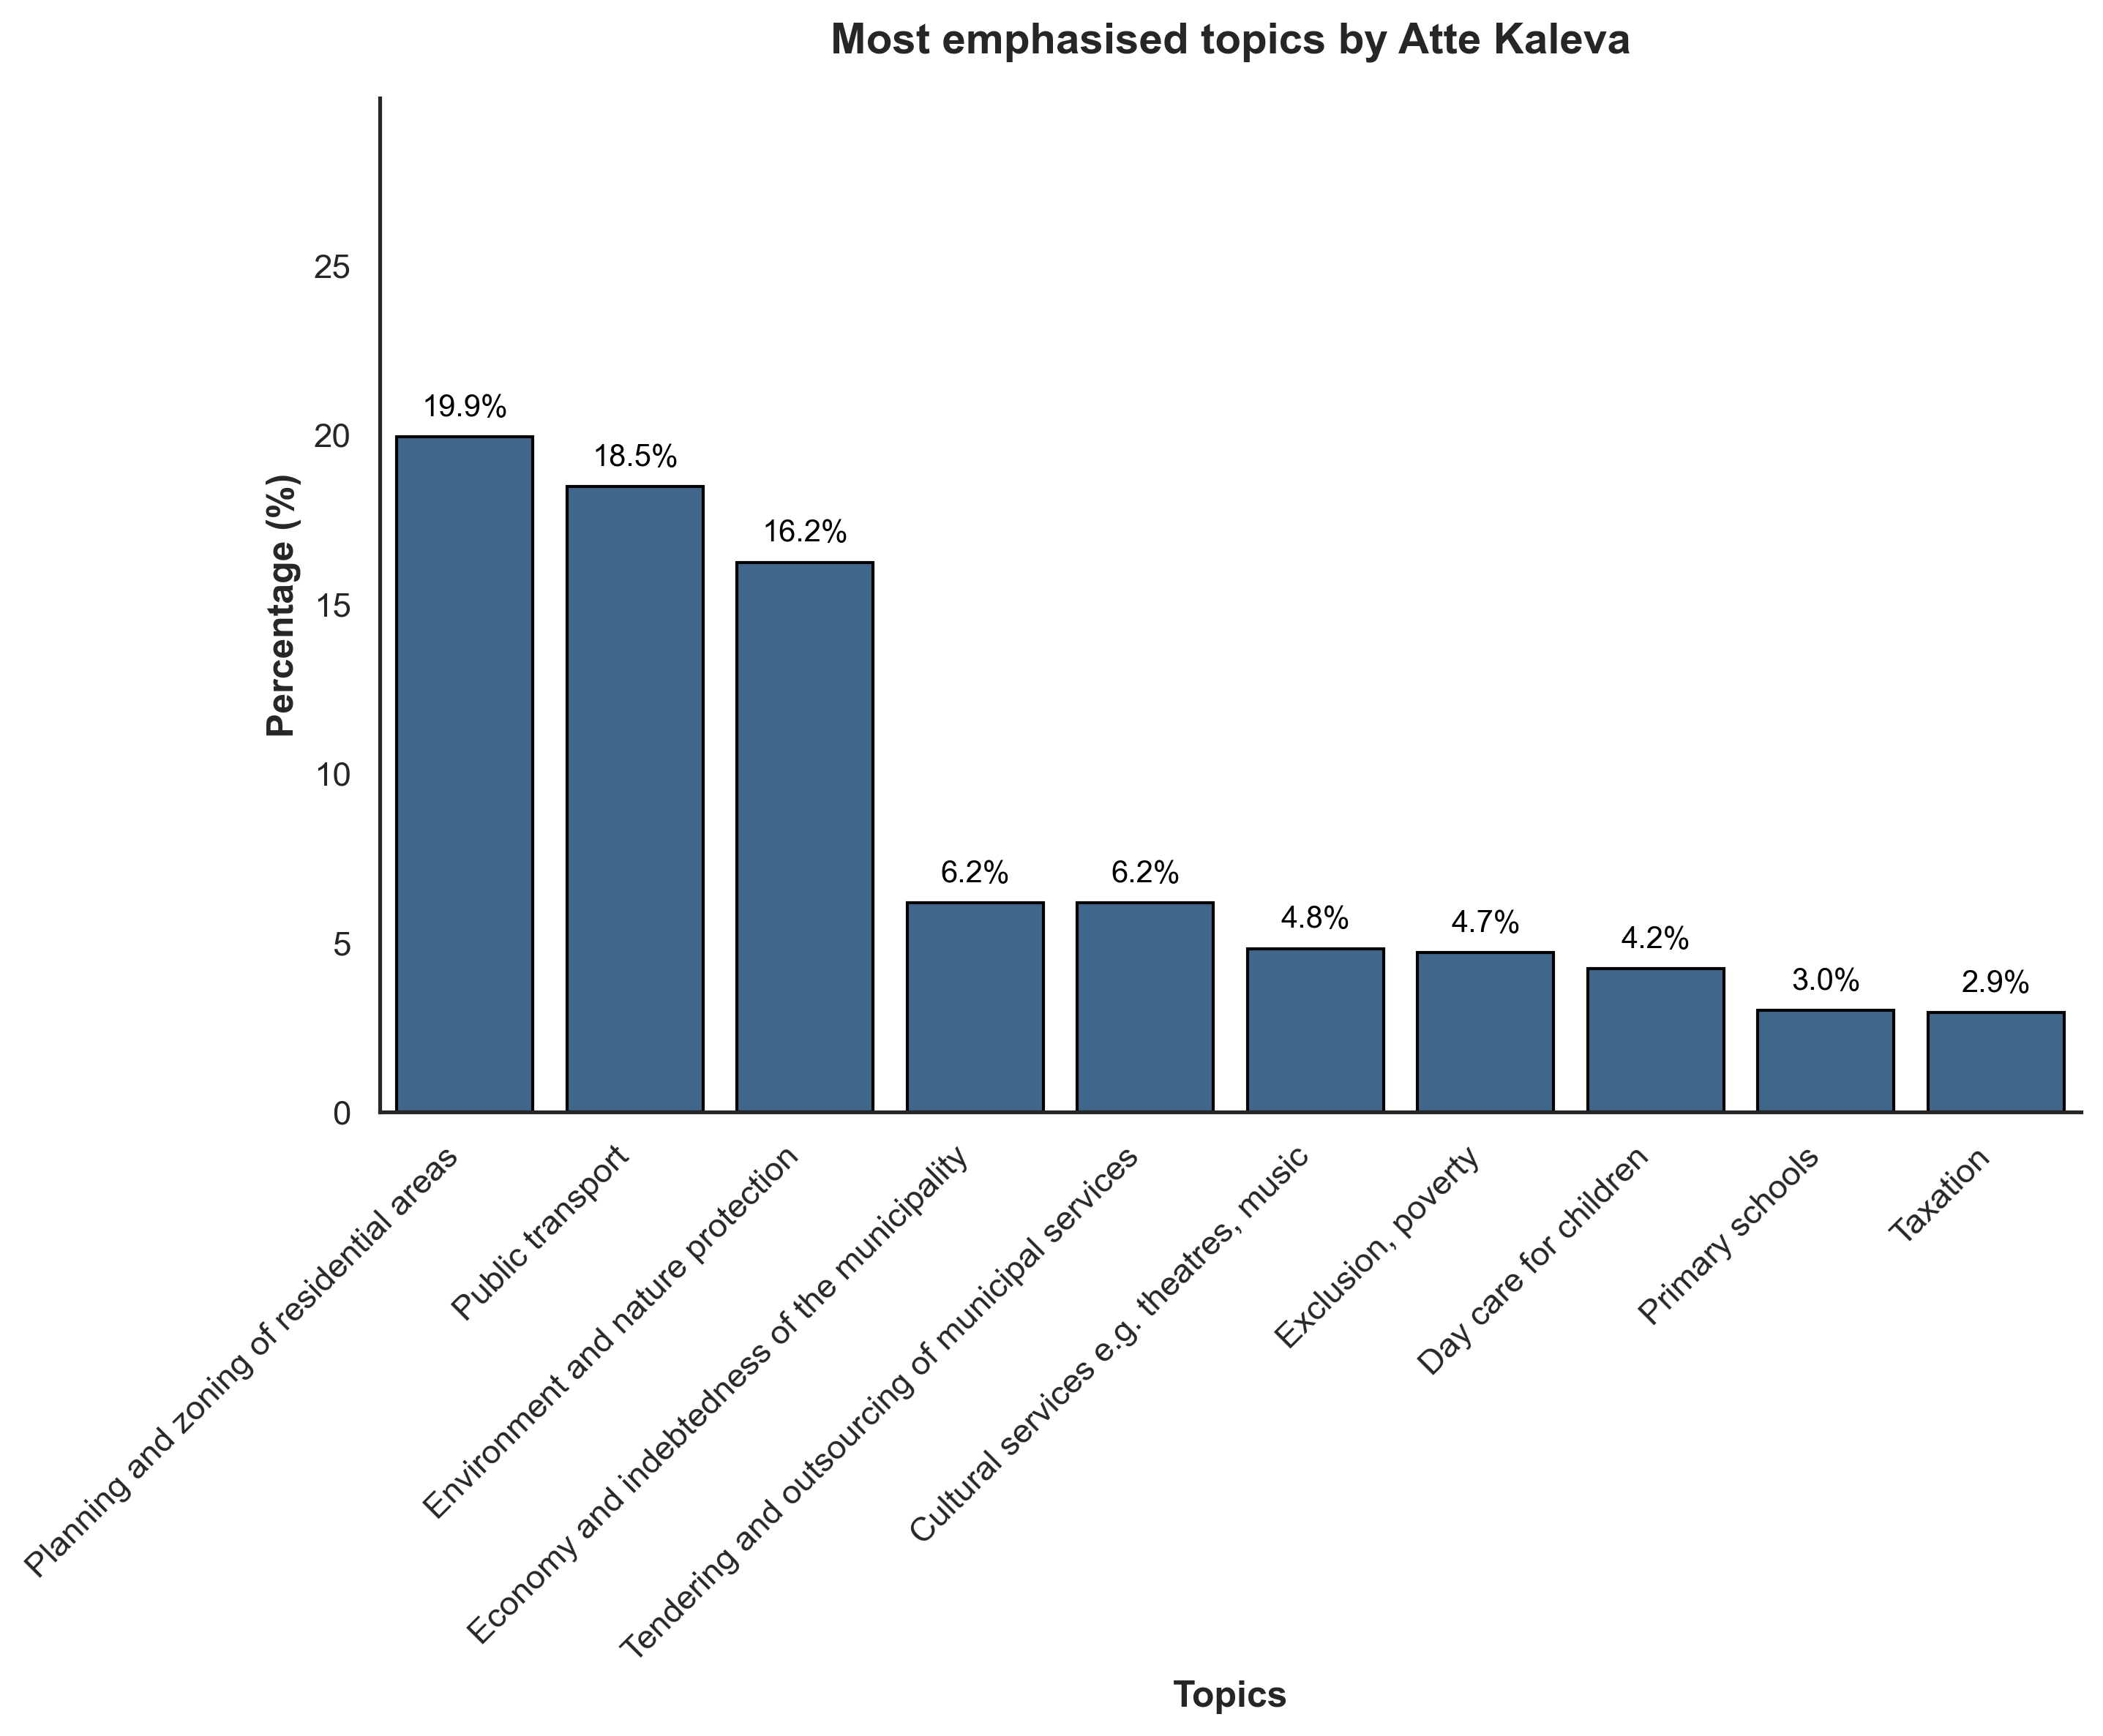 Most emphasised topics by Atte Kaleva
Percentage (%)
25
20
15
10
5
0
19.9%
18.5%
16.2%
6.2%
6.2%
4.8%
4.7%
4.2%
3.0%
2.9%
Planning and zoning of residential areas
Public transport
Environment and nature protection
Economy and indebtedness of the municipality
Tendering and outsourcing of municipal services
Cultural services e.g. theatres, music
Exclusion, poverty
Day care for children
Primary schools
Taxation
Topics